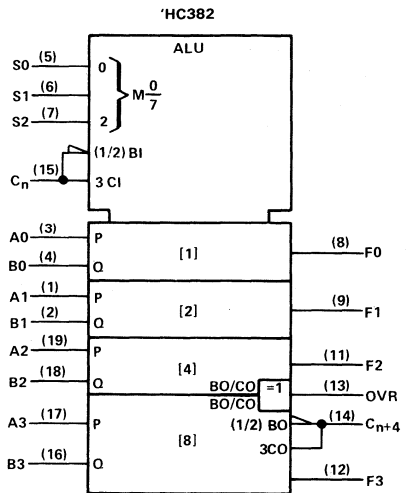 'HC382
ALU
S0 (5) 0
S1 (6) M 0/7
S2 (7) 2
(1/2) BI
Cn (15) 3 CI
A0 (3) P
[1] (8) F0
B0 (4) Q
A1 (1) P
[2] (9) F1
B1 (2) Q
A2 (19) P
[4] (11) F2
B2 (18) Q BO/CO =1 (13) OVR
BO/CO
A3 (17) P (1/2) BO (14) Cn+4
[8] 3CO
B3 (16) Q (12) F3